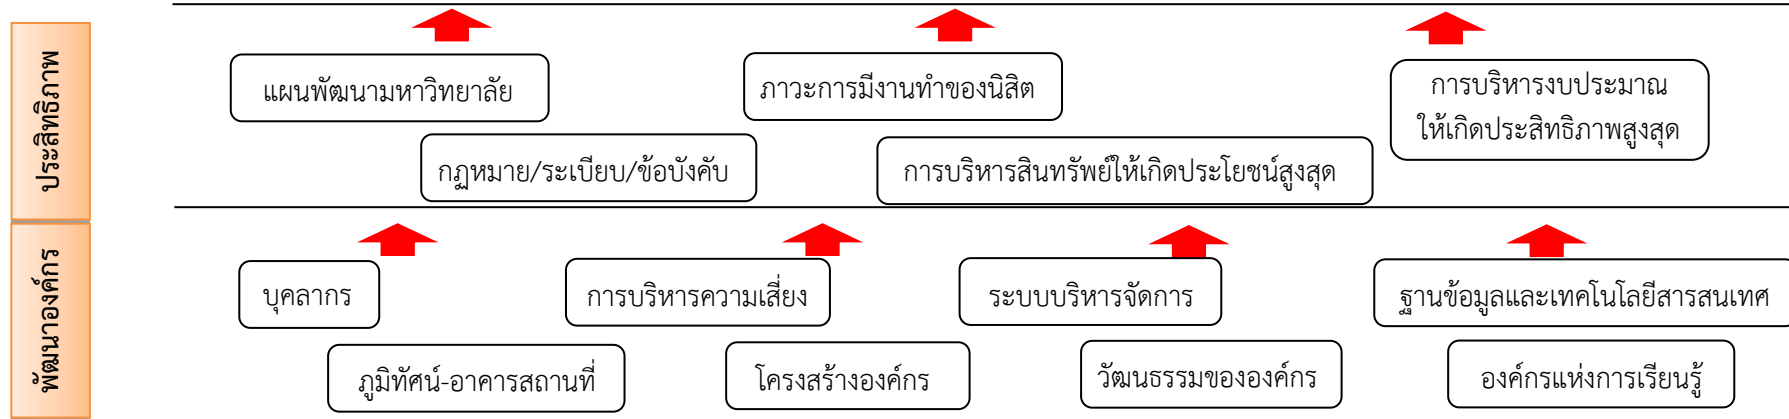 ประสิทธิภาพ
แผนพัฒนามหาวิทยาลัย
ภาวะการมีงานทำของนิสิต
การบริหารงบประมาณ
ให้เกิดประสิทธิภาพสูงสุด
กฏหมาย/ระเบียบ/ข้อบังคับ
การบริหารสินทรัพย์ให้เกิดประโยชน์สูงสุด
พัฒนาองค์กร
บุคลากร
การบริหารความเสี่ยง
ระบบบริหารจัดการ
ฐานข้อมูลและเทคโนโลยีสารสนเทศ
ภูมิทัศน์-อาคารสถานที่
โครงสร้างองค์กร
วัฒนธรรมขององค์กร
องค์กรแห่งการเรียนรู้